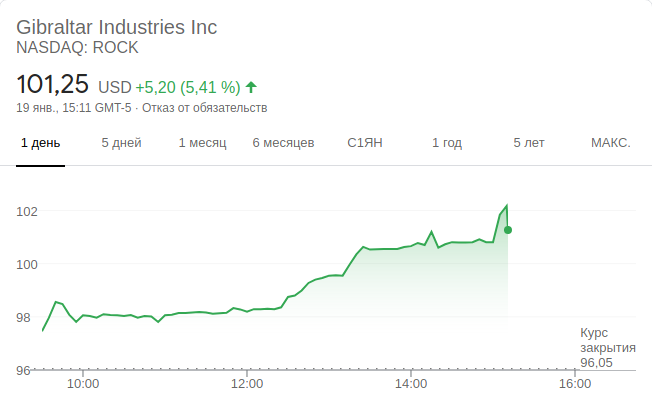 Gibraltar Industries Inc
NASDAQ: ROCK
101,25 USD +5,20 (5,41 %)
19 янв., 15:11 GMT-5 · Отказ от обязательств
1 день 5 дней 1 месяц 6 месяцев С1ЯН 1 год 5 лет МАКС.
102
100
98
96
Курс
закрытия
96,05
10:00 12:00 14:00 16:00